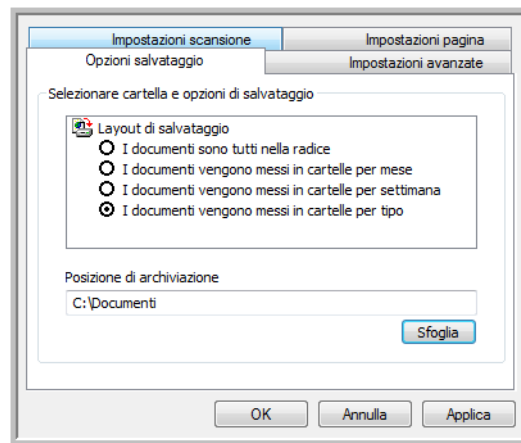 Impostazioni scansione
Impostazioni pagina
Opzioni salvataggio
Impostazioni avanzate
Selezionare cartella e opzioni di salvataggio
Layout di salvataggio
I documenti sono tutti nella radice
I documenti vengono messi in cartelle per mese
I documenti vengono messi in cartelle per settimana
I documenti vengono messi in cartelle per tipo
Posizione di archiviazione
C:\Documenti
Sfoglia
OK
Annulla
Applica